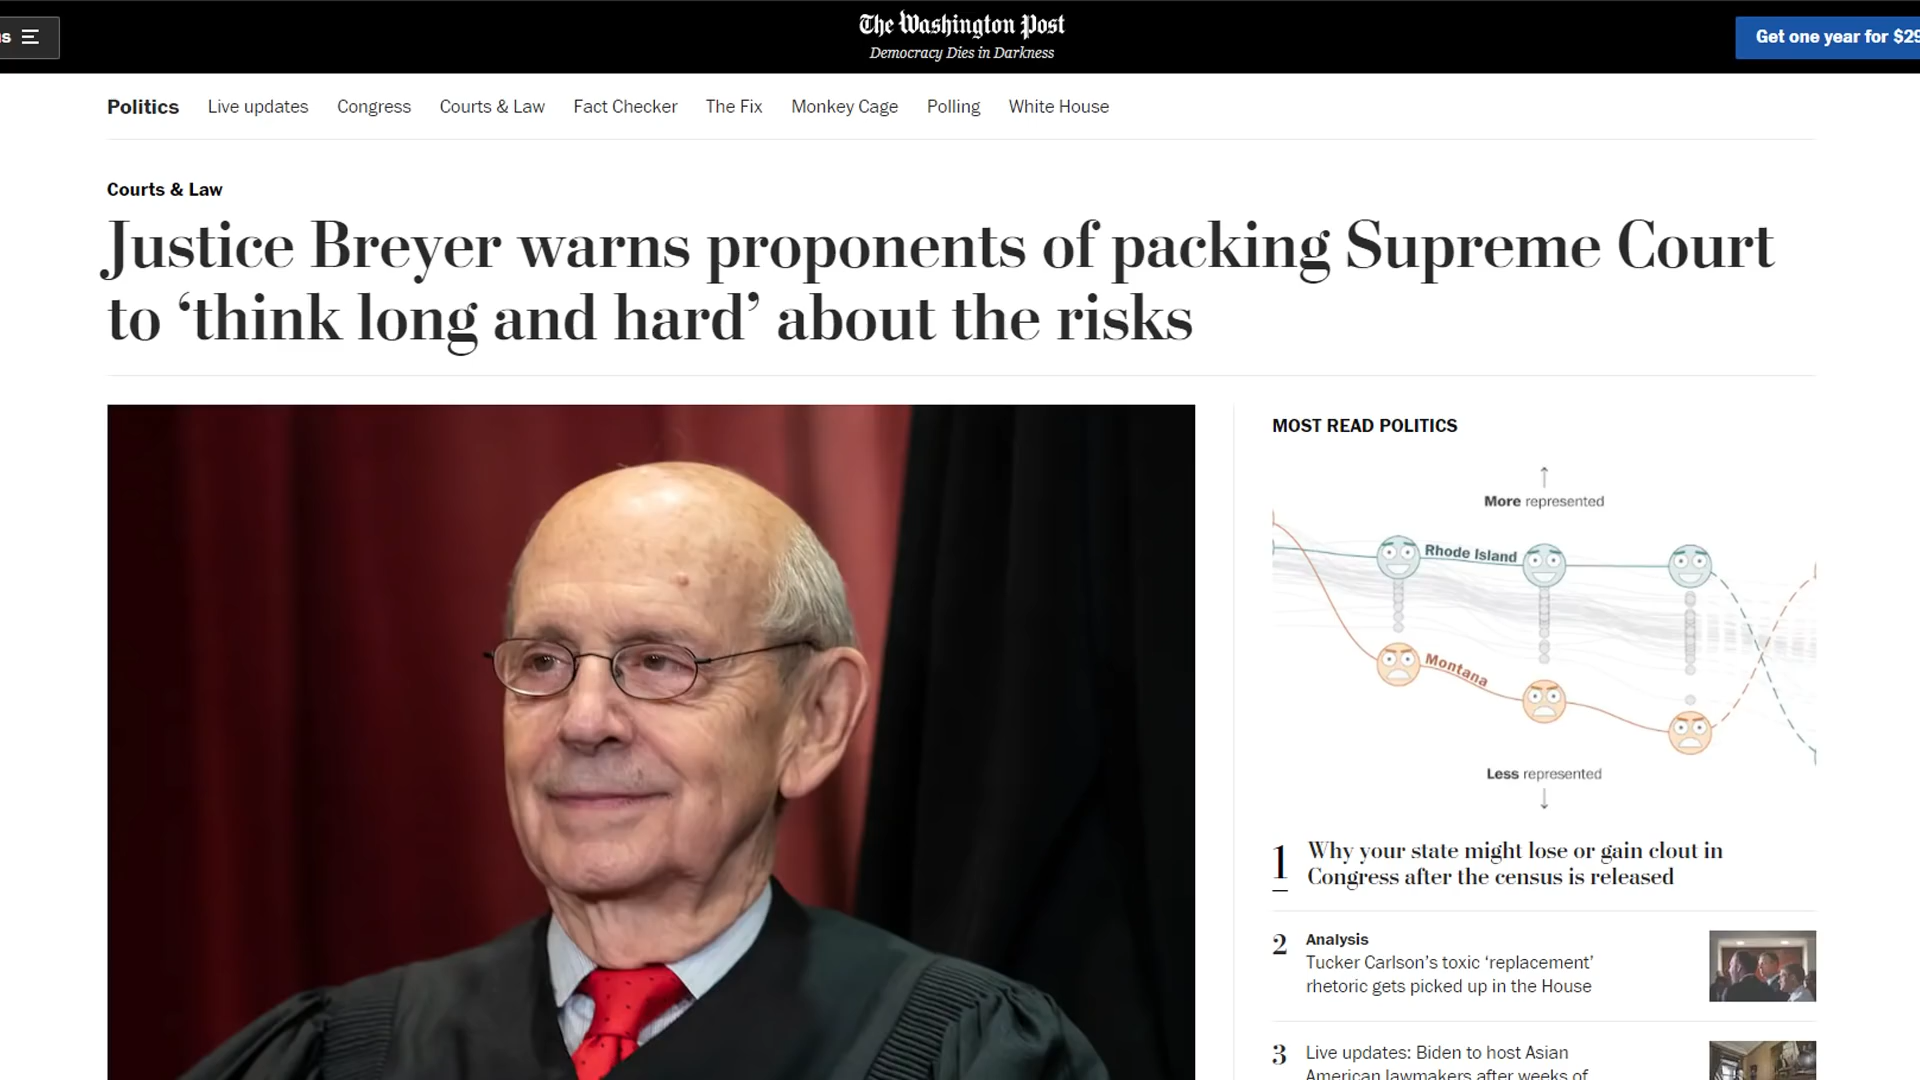 s
The Washington Post
Democracy Dies in Darkness
Get one year for $29
Politics Live updates Congress Courts & Law Fact Checker The Fix Monkey Cage Polling White House
Courts & Law
Justice Breyer warns proponents of packing Supreme Court
to ‘think long and hard’ about the risks
MOST READ POLITICS
More represented
Rhode Island
Montana
Less represented
1
Why your state might lose or gain clout in
Congress after the census is released
2
Analysis
Tucker Carlson’s toxic ‘replacement’
rhetoric gets picked up in the House
3
Live updates: Biden to host Asian
American lawmakers after weeks of